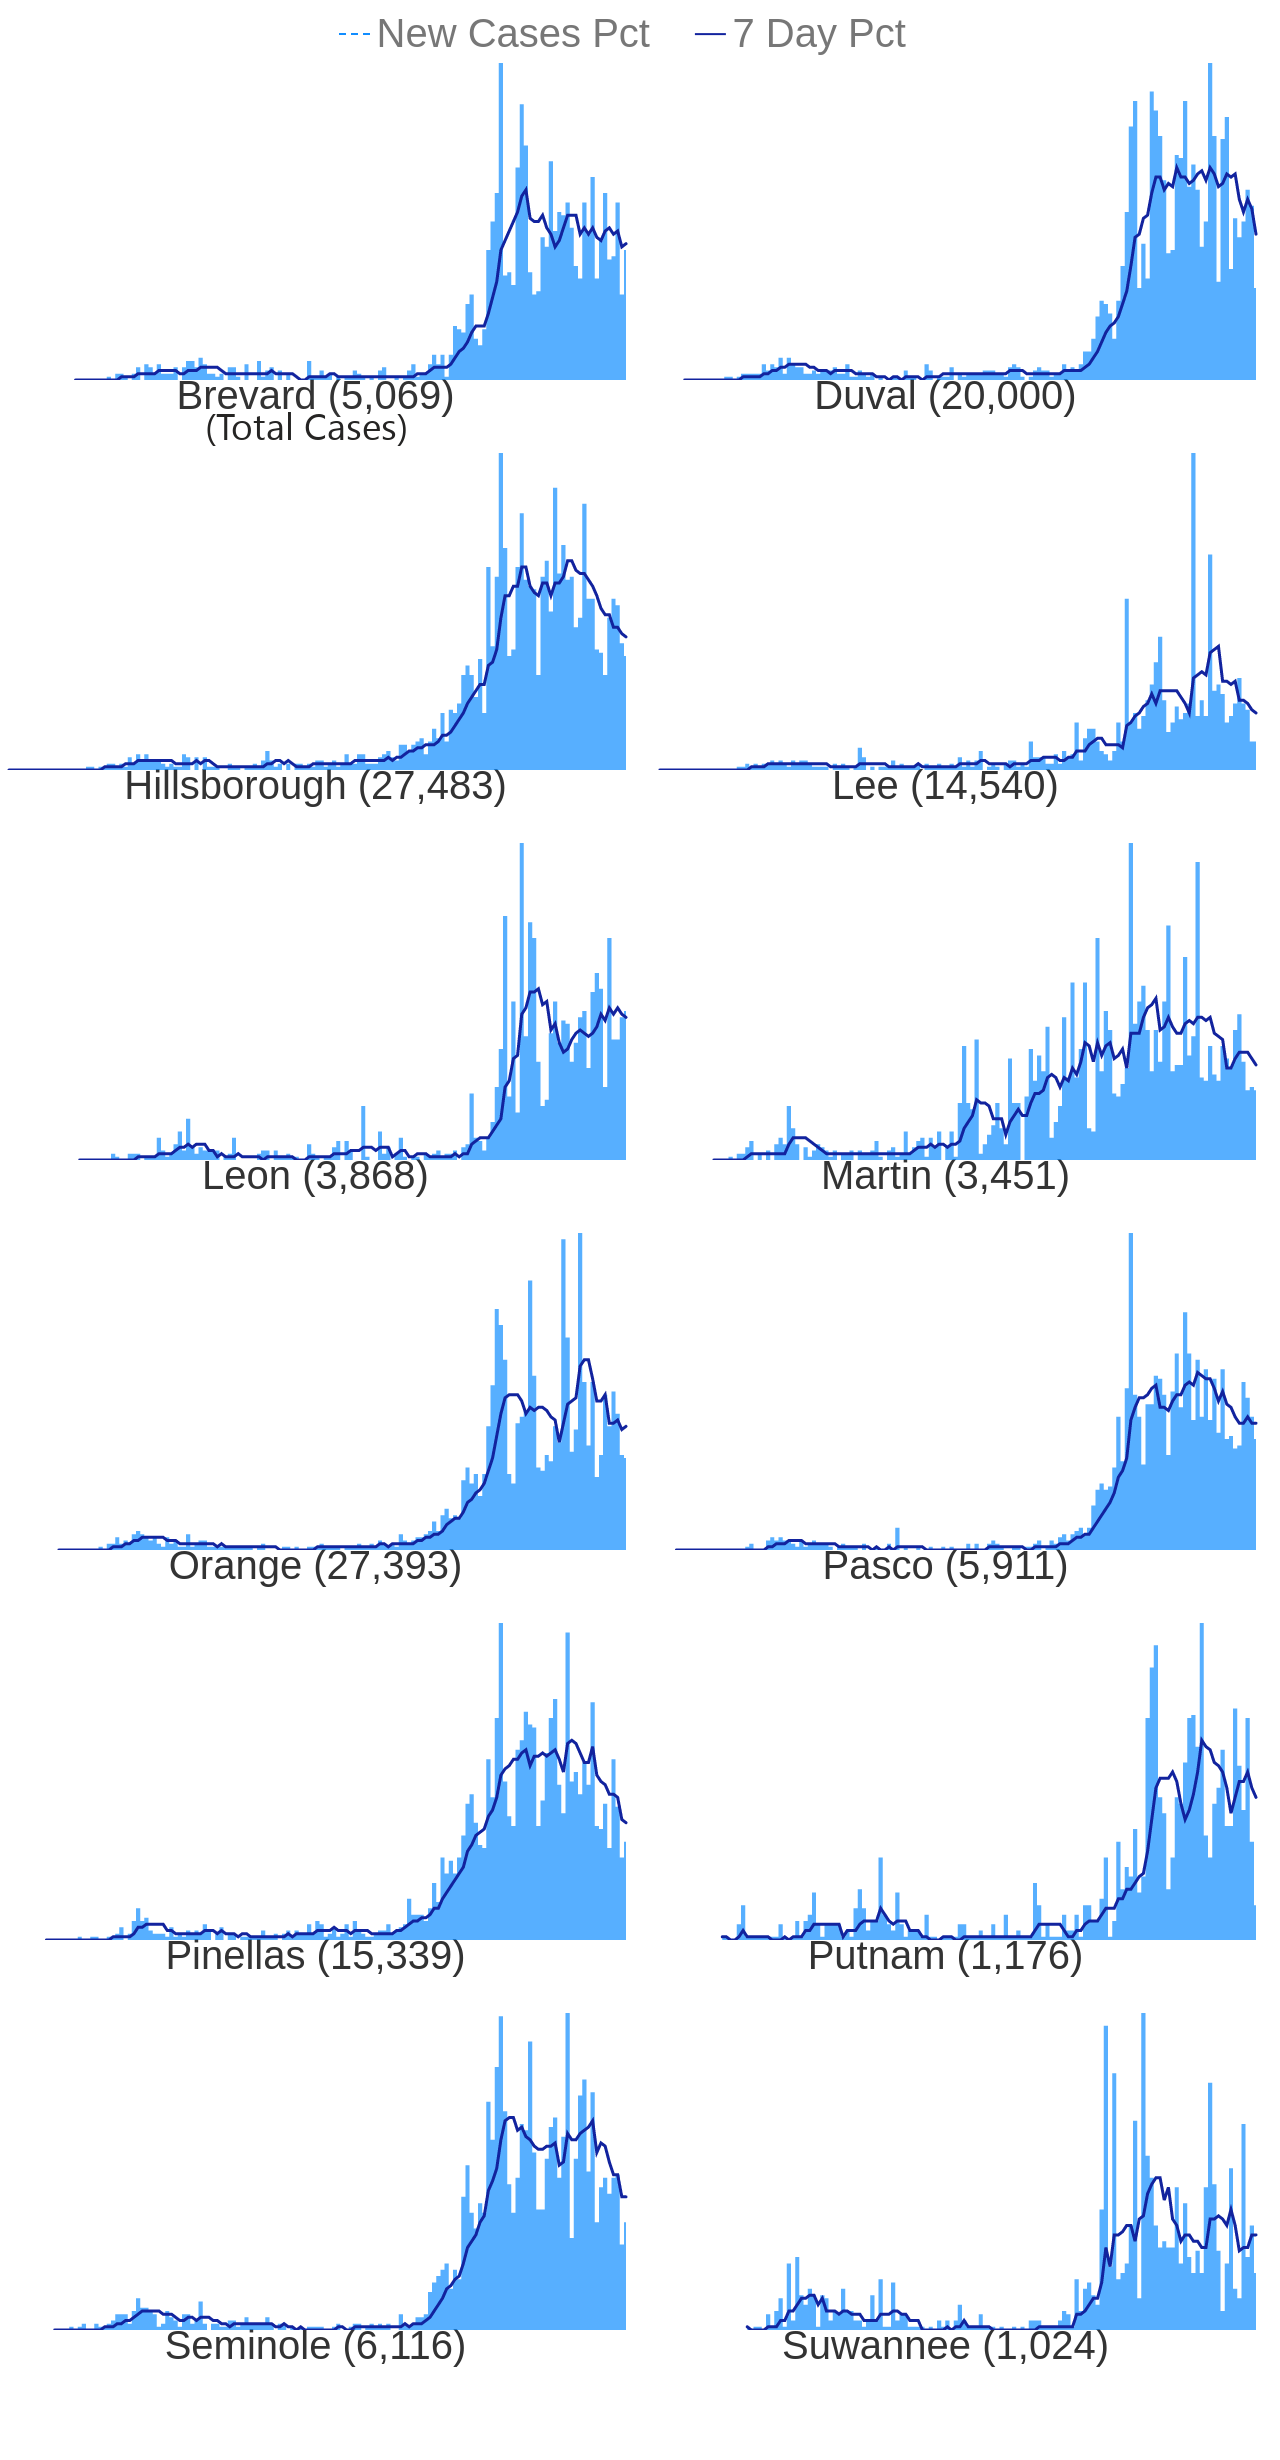 New Cases Pct 7 Day Pct
Brevard (5,069) Duval (20,000)
(Total Cases)
Hillsborough (27,483) Lee (14,540)
Leon (3,868) Martin (3,451)
Orange (27,393) Pasco (5,911)
Pinellas (15,339) Putnam (1,176)
Seminole (6,116) Suwannee (1,024)